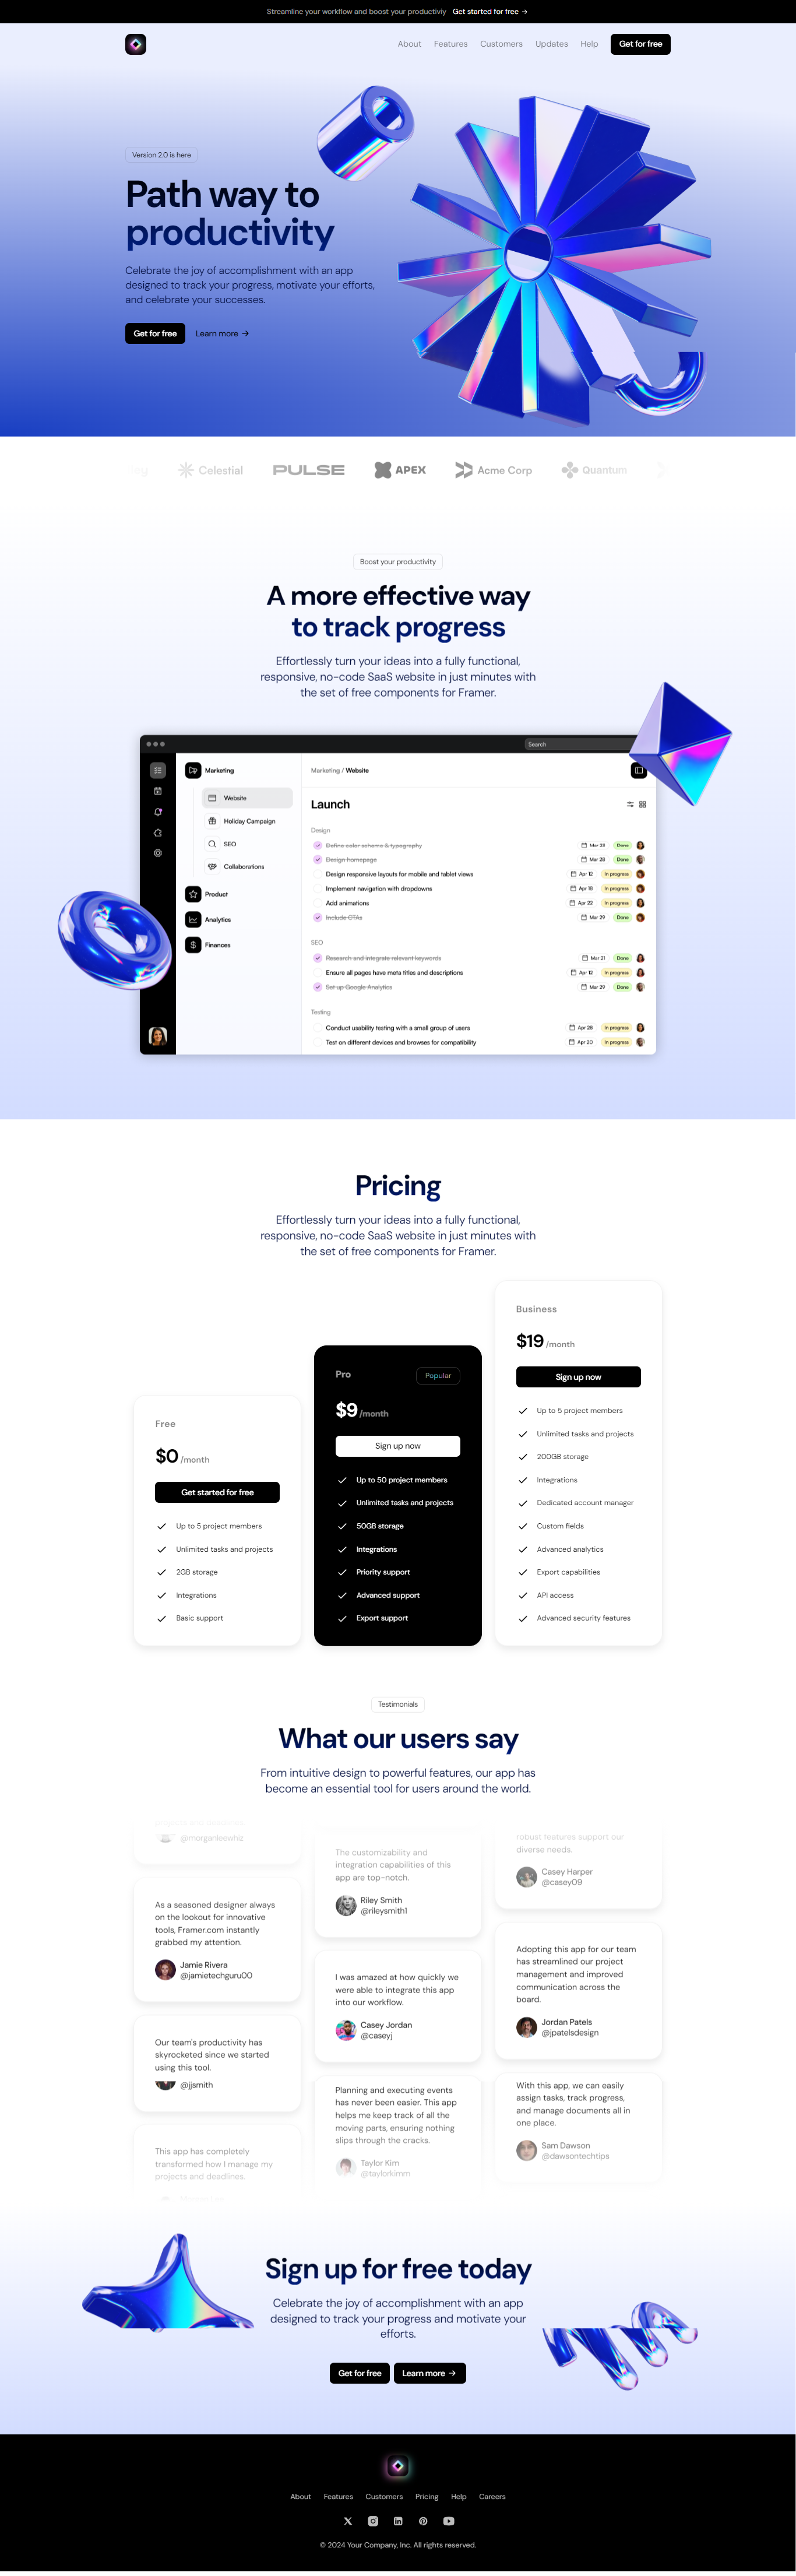 Streamline your workflow and boost your productiviy Get started for free →
About Features Customers Updates Help Get for free
Version 2.0 is here
Path way to
productivity
Celebrate the joy of accomplishment with an app
designed to track your progress, motivate your efforts,
and celebrate your successes.
Get for free Learn more →
Celestial PULSE APEX Acme Corp Quantum
Boost your productivity
A more effective way
to track progress
Effortlessly turn your ideas into a fully functional,
responsive, no-code SaaS website in just minutes with
the set of free components for Framer.
Search
Marketing
Website
Holiday Campaign
SEO
Collaborations
Product
Analytics
Finances
Marketing / Website
Launch
Design
Define color scheme & typography Mar 23 Done
Design homepage Mar 28 Done
Design responsive layouts for mobile and tablet views Apr 12 In progress
Implement navigation with dropdowns Apr 18 In progress
Add animations Apr 22 In progress
Include CTAs Mar 29 Done
SEO
Research and integrate relevant keywords Mar 21 Done
Ensure all pages have meta titles and descriptions Apr 12 In progress
Set up Google Analytics Mar 29 Done
Testing
Conduct usability testing with a small group of users Apr 28 In progress
Test on different devices and browses for compatibility Apr 20 In progress
Pricing
Effortlessly turn your ideas into a fully functional,
responsive, no-code SaaS website in just minutes with
the set of free components for Framer.
Free
$0 /month
Get started for free
Up to 5 project members
Unlimited tasks and projects
2GB storage
Integrations
Basic support
Pro Popular
$9 /month
Sign up now
Up to 50 project members
Unlimited tasks and projects
50GB storage
Integrations
Priority support
Advanced support
Export support
Business
$19 /month
Sign up now
Up to 5 project members
Unlimited tasks and projects
200GB storage
Integrations
Dedicated account manager
Custom fields
Advanced analytics
Export capabilities
API access
Advanced security features
Testimonials
What our users say
From intuitive design to powerful features, our app has
become an essential tool for users around the world.
@morganleewhiz
As a seasoned designer always
on the lookout for innovative
tools, Framer.com instantly
grabbed my attention.
Jamie Rivera
@jamietechguru00
Our team's productivity has
skyrocketed since we started
using this tool.
@jjsmith
This app has completely
transformed how I manage my
projects and deadlines.
The customizability and
integration capabilities of this
app are top-notch.
Riley Smith
@rileysmith1
I was amazed at how quickly we
were able to integrate this app
into our workflow.
Casey Jordan
@caseyj
Planning and executing events
has never been easier. This app
helps me keep track of all the
moving parts, ensuring nothing
slips through the cracks.
Taylor Kim
@taylorkimm
robust features support our
diverse needs.
Casey Harper
@casey09
Adopting this app for our team
has streamlined our project
management and improved
communication across the
board.
Jordan Patels
@jpatelsdesign
With this app, we can easily
assign tasks, track progress,
and manage documents all in
one place.
Sam Dawson
@dawsontechtips
Sign up for free today
Celebrate the joy of accomplishment with an app
designed to track your progress and motivate your
efforts.
Get for free Learn more →
About Features Customers Pricing Help Careers
© 2024 Your Company, Inc. All rights reserved.